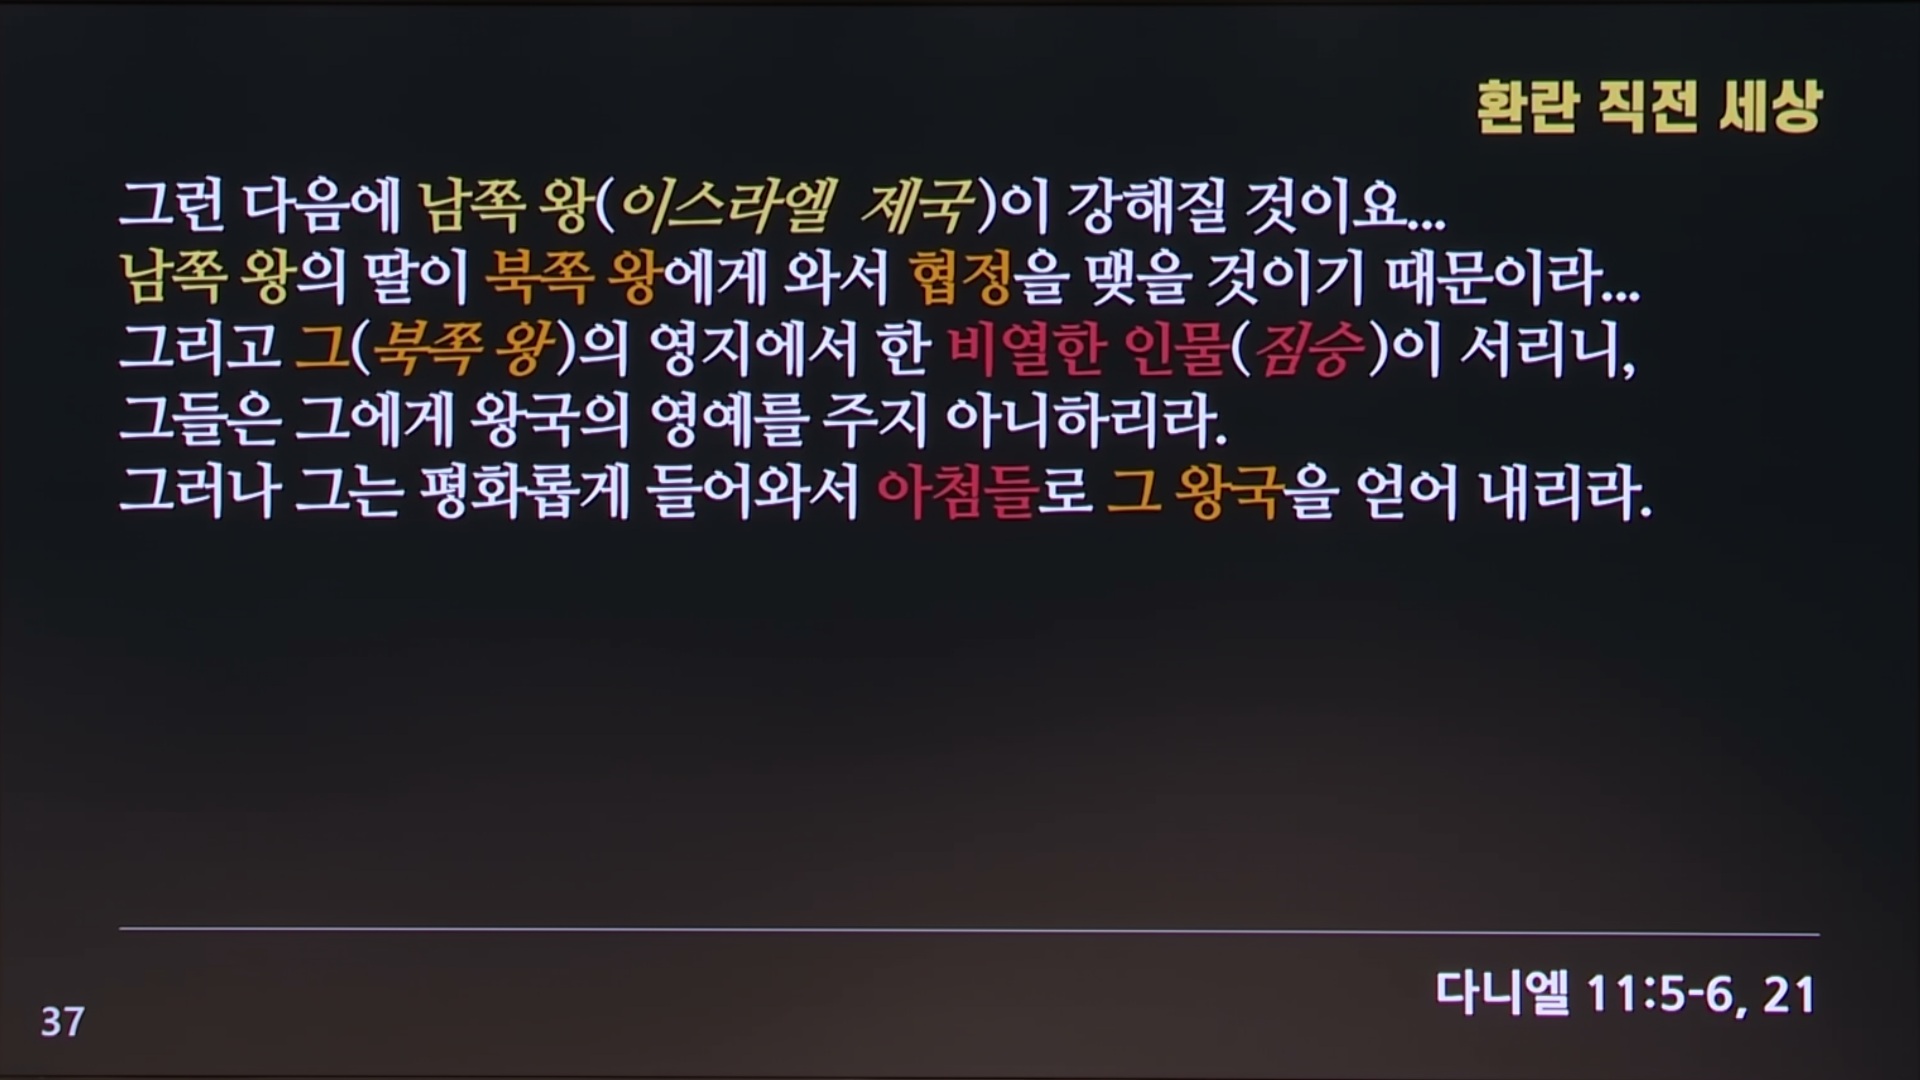 환란 직전 세상
그런 다음에 남쪽 왕(이스라엘 제국)이 강해질 것이요...
남쪽 왕의 딸이 북쪽 왕에게 와서 협정을 맺을 것이기 때문이라...
그리고 그(북쪽 왕)의 영지에서 한 비열한 인물(짐승)이 서리니,
그들은 그에게 왕국의 영예를 주지 아니하리라.
그러나 그는 평화롭게 들어와서 아첨들로 그 왕국을 얻어 내리라.
다니엘 11:5-6, 21
37